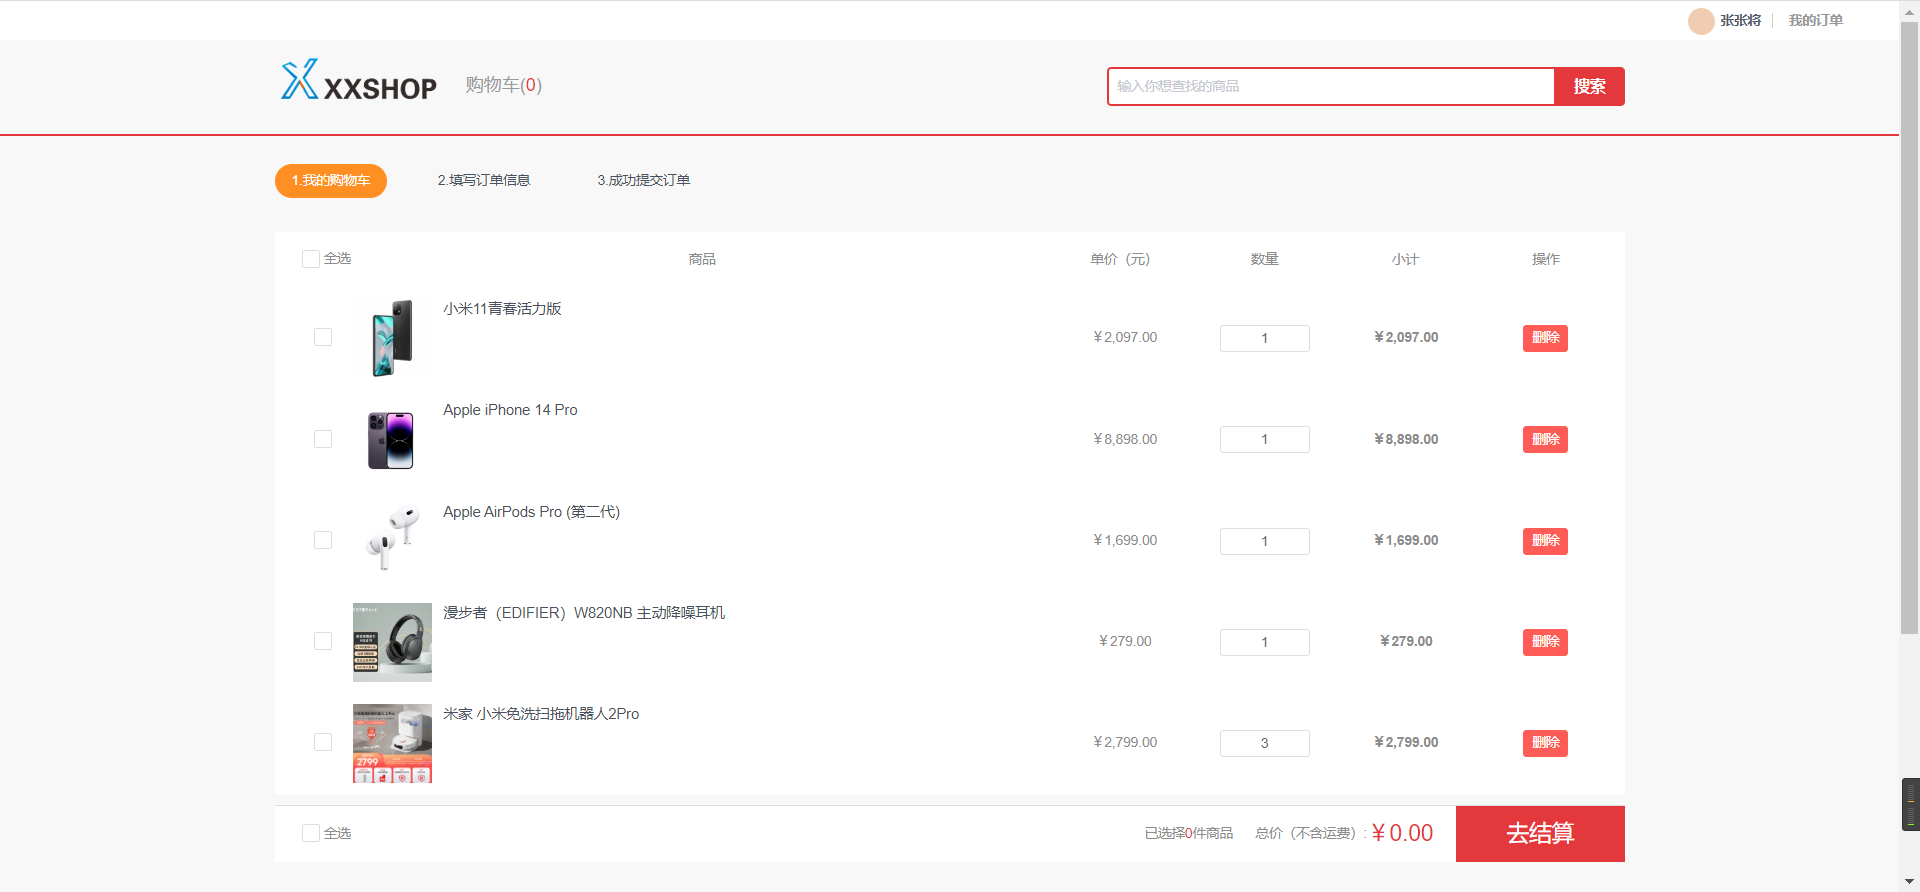 张张将 我的订单
XXSHOP 购物车(0) 输入你想查找的商品 搜索
1.我的购物车 2.填写订单信息 3.成功提交订单
全选 商品 单价（元） 数量 小计 操作
小米11青春活力版
￥2,097.00 1 ￥2,097.00 删除
Apple iPhone 14 Pro
￥8,898.00 1 ￥8,898.00 删除
Apple AirPods Pro (第二代)
￥1,699.00 1 ￥1,699.00 删除
漫步者（EDIFIER）W820NB 主动降噪耳机
￥279.00 1 ￥279.00 删除
米家 小米免洗扫拖机器人2Pro
￥2,799.00 3 ￥2,799.00 删除
2799
全选 已选择0件商品 总价（不含运费）: ￥0.00 去结算